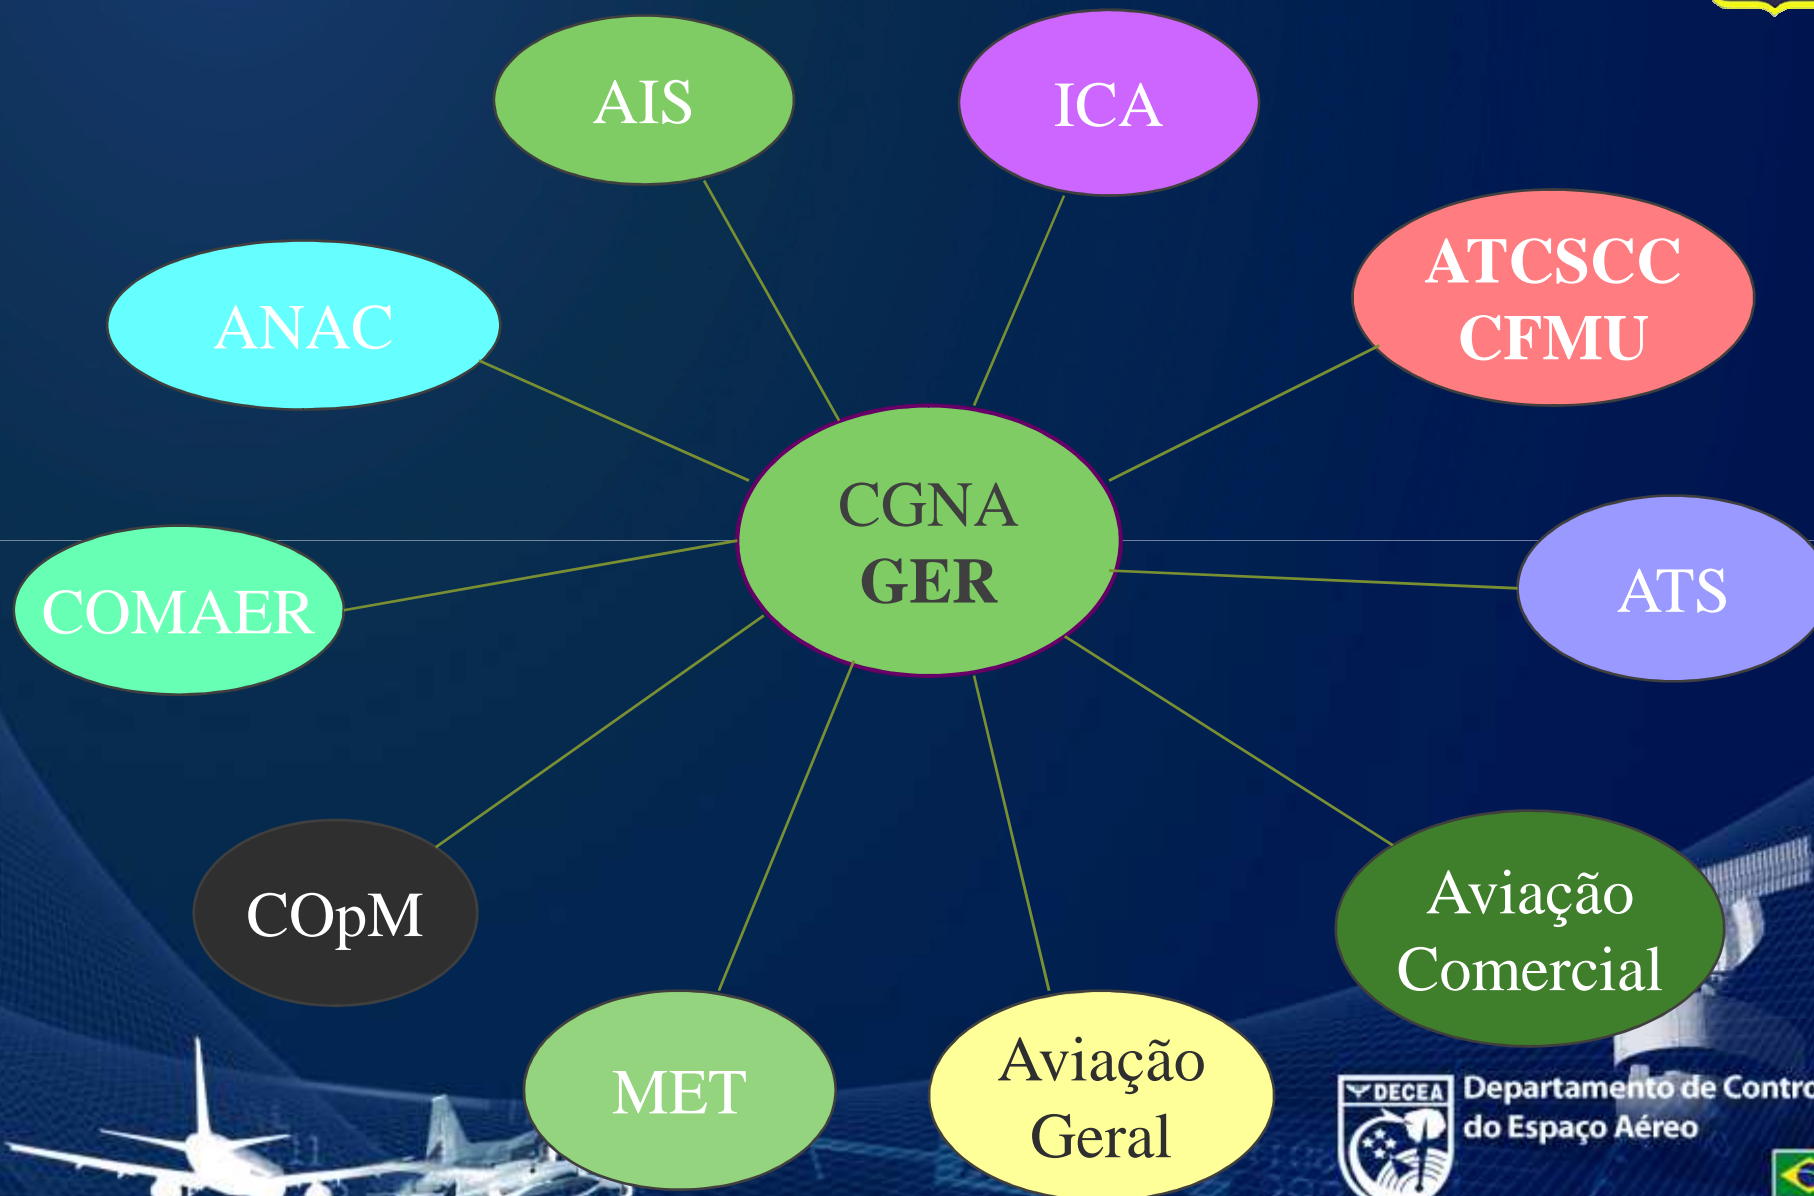 AIS
ICA
ATCSCC
CFMU
ANAC
CGNA
GER
COMAER
ATS
COpM
Aviação
Comercial
MET
Aviação
Geral
DECEA
Departamento de Contro
do Espaço Aéreo